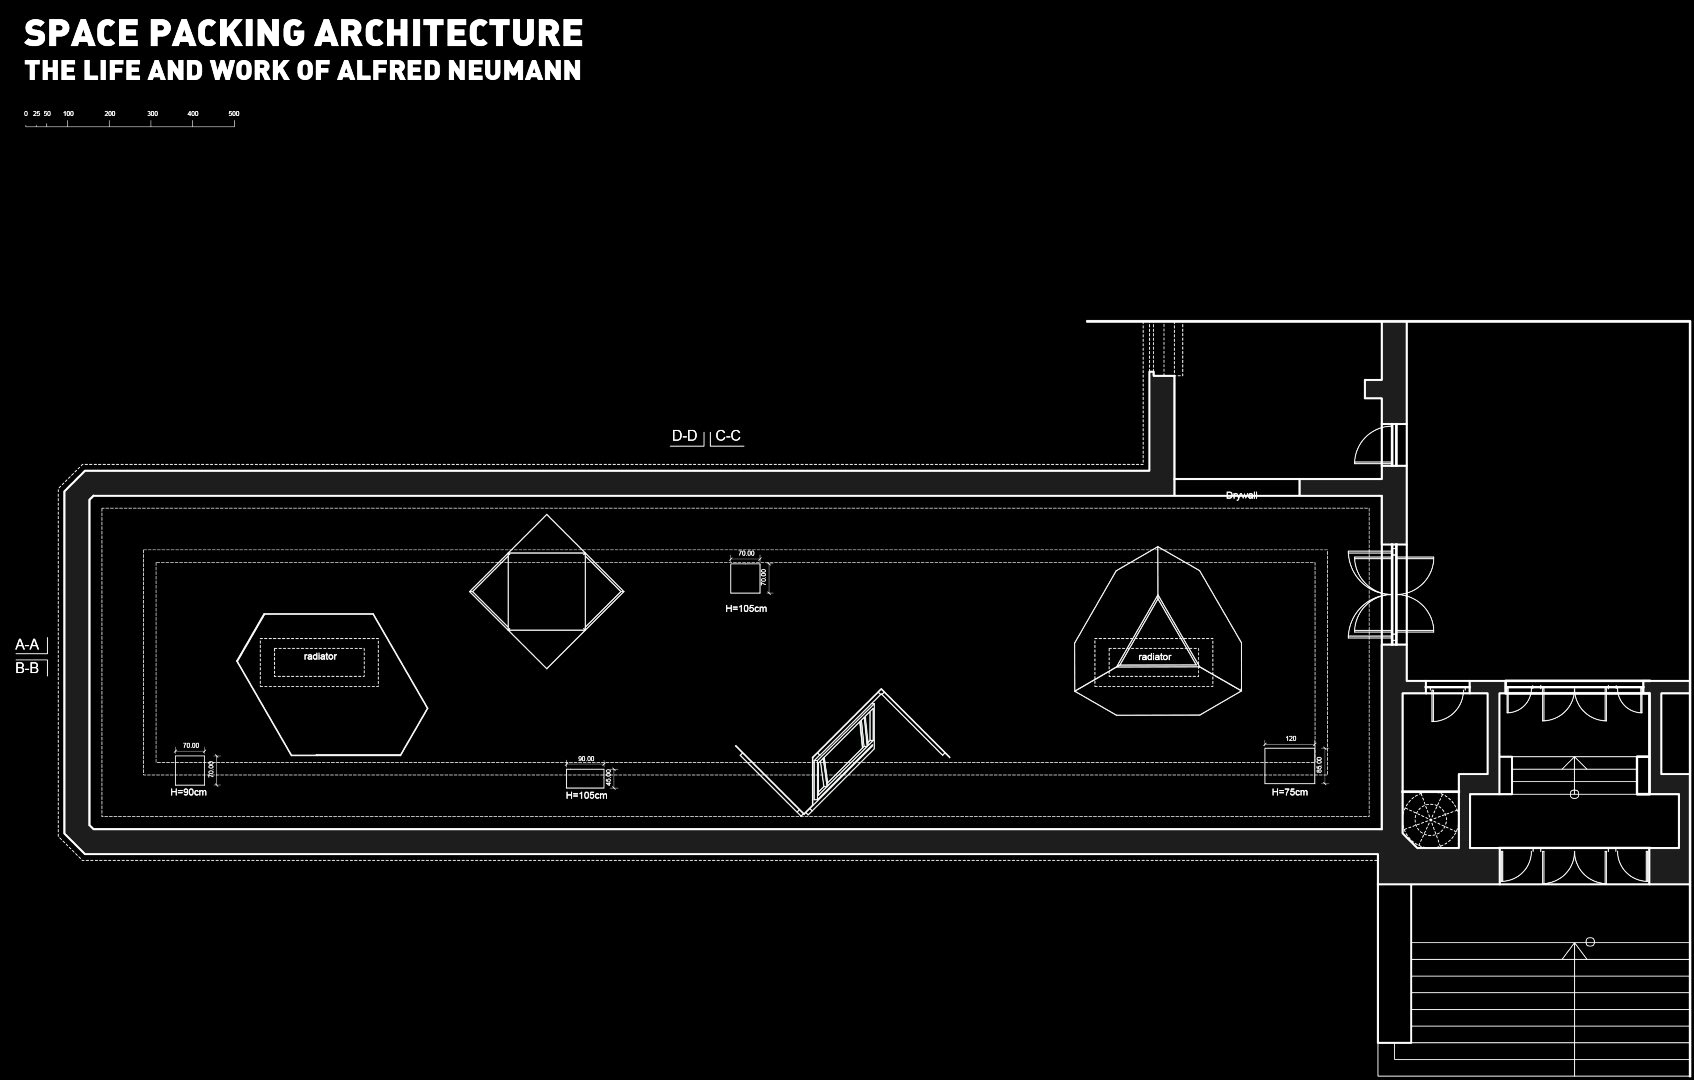 SPACE PACKING ARCHITECTURE
THE LIFE AND WORK OF ALFRED NEUMANN
0 25 50 100 200 300 400 500
D-D C-C
Drywall
70.00
70.00
H=105cm
A-A
B-B
radiator
radiator
70.00
70.00
H=90cm
90.00
45.00
H=105cm
120
85.00
H=75cm